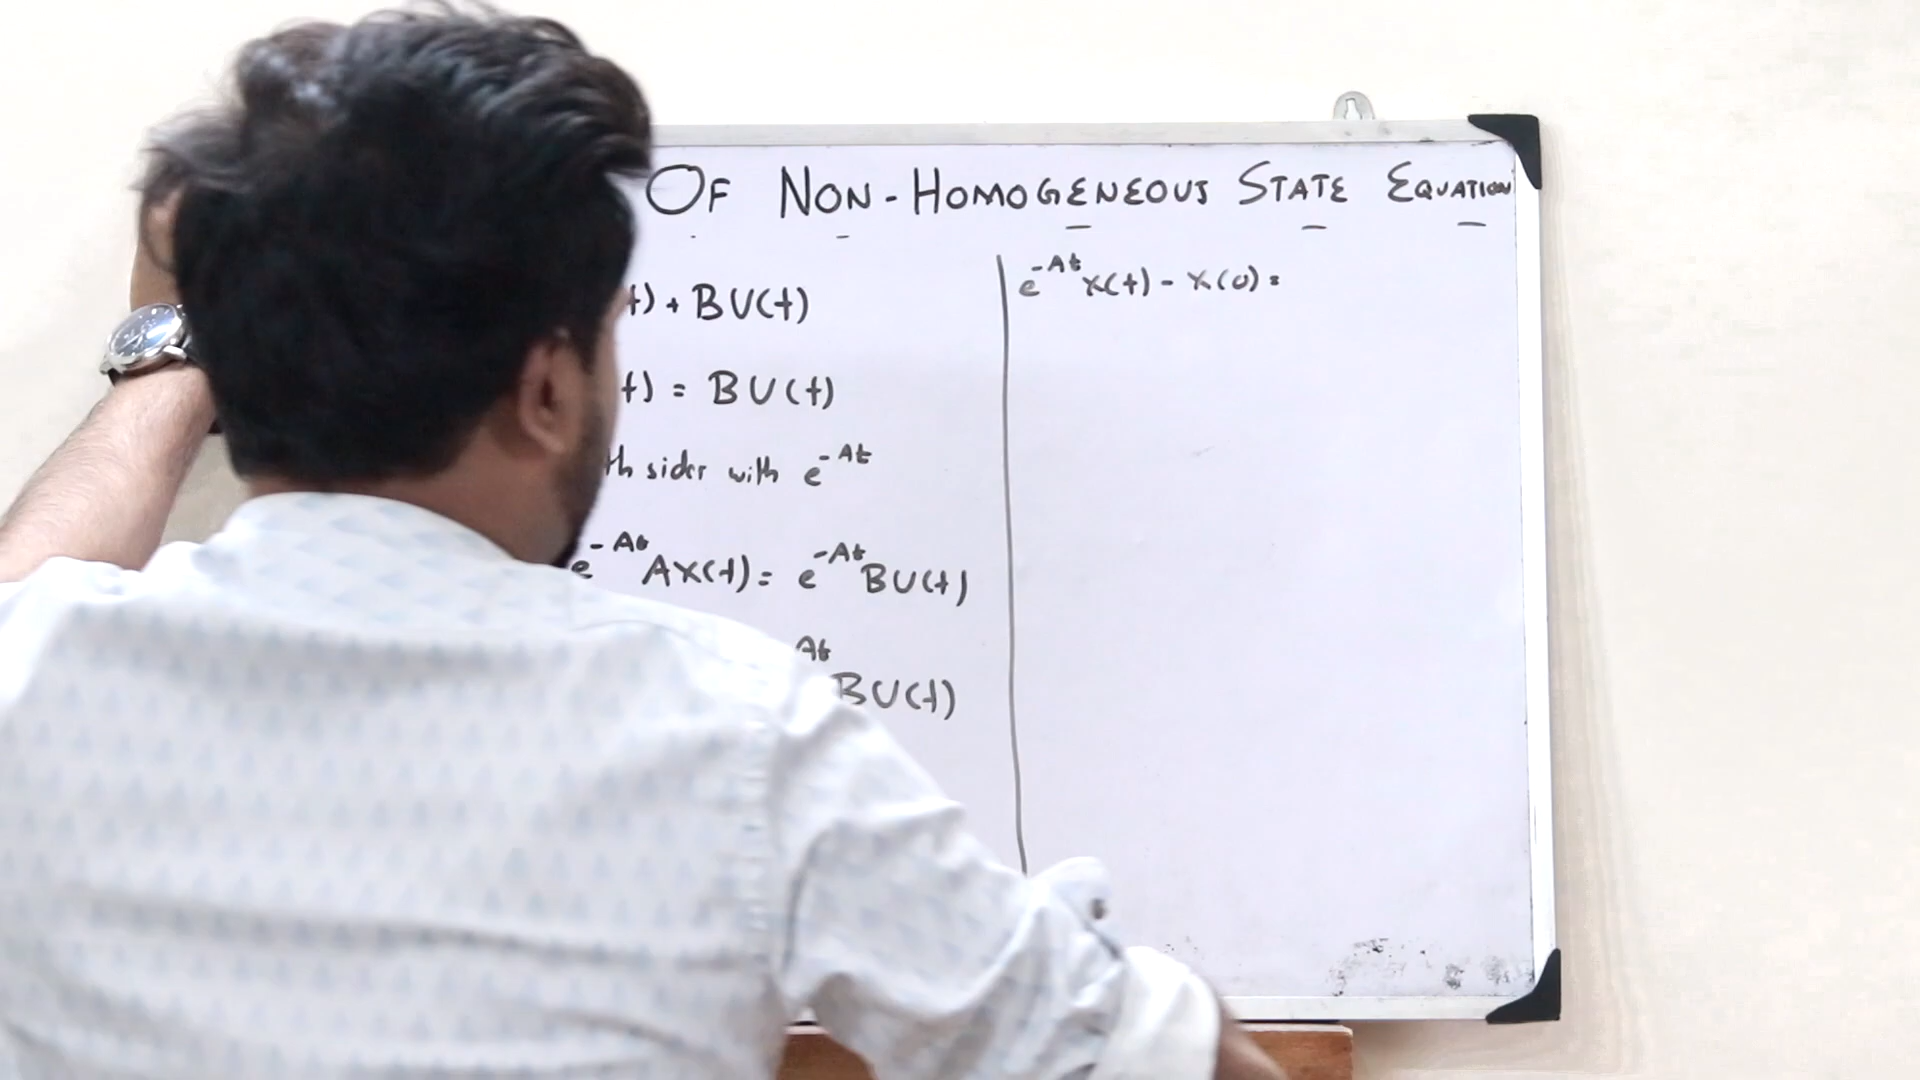 OF NON-HOMOGENEOUS STATE EQUATION
t) + BU(t)
t) = BU(t)
th sides with e^-At
e^-At AX(t) = e^-At BU(t)
At BU(t)
e^-At X(t) - X(0) =